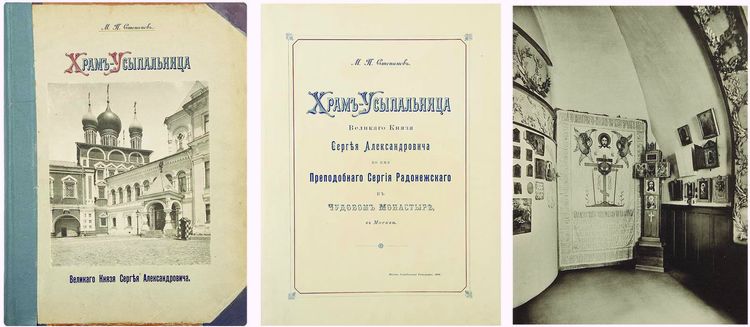 М. П. Степановъ.
Храмъ-Усыпальница
Великаго Князя Сергѣя Александровича.
М. П. Степановъ.
Храмъ-Усыпальница
Великаго Князя
Сергѣя Александровича
во имя
Преподобнаго Сергія Радонежскаго
въ
Чудовомъ Монастырѣ,
въ Москвѣ.